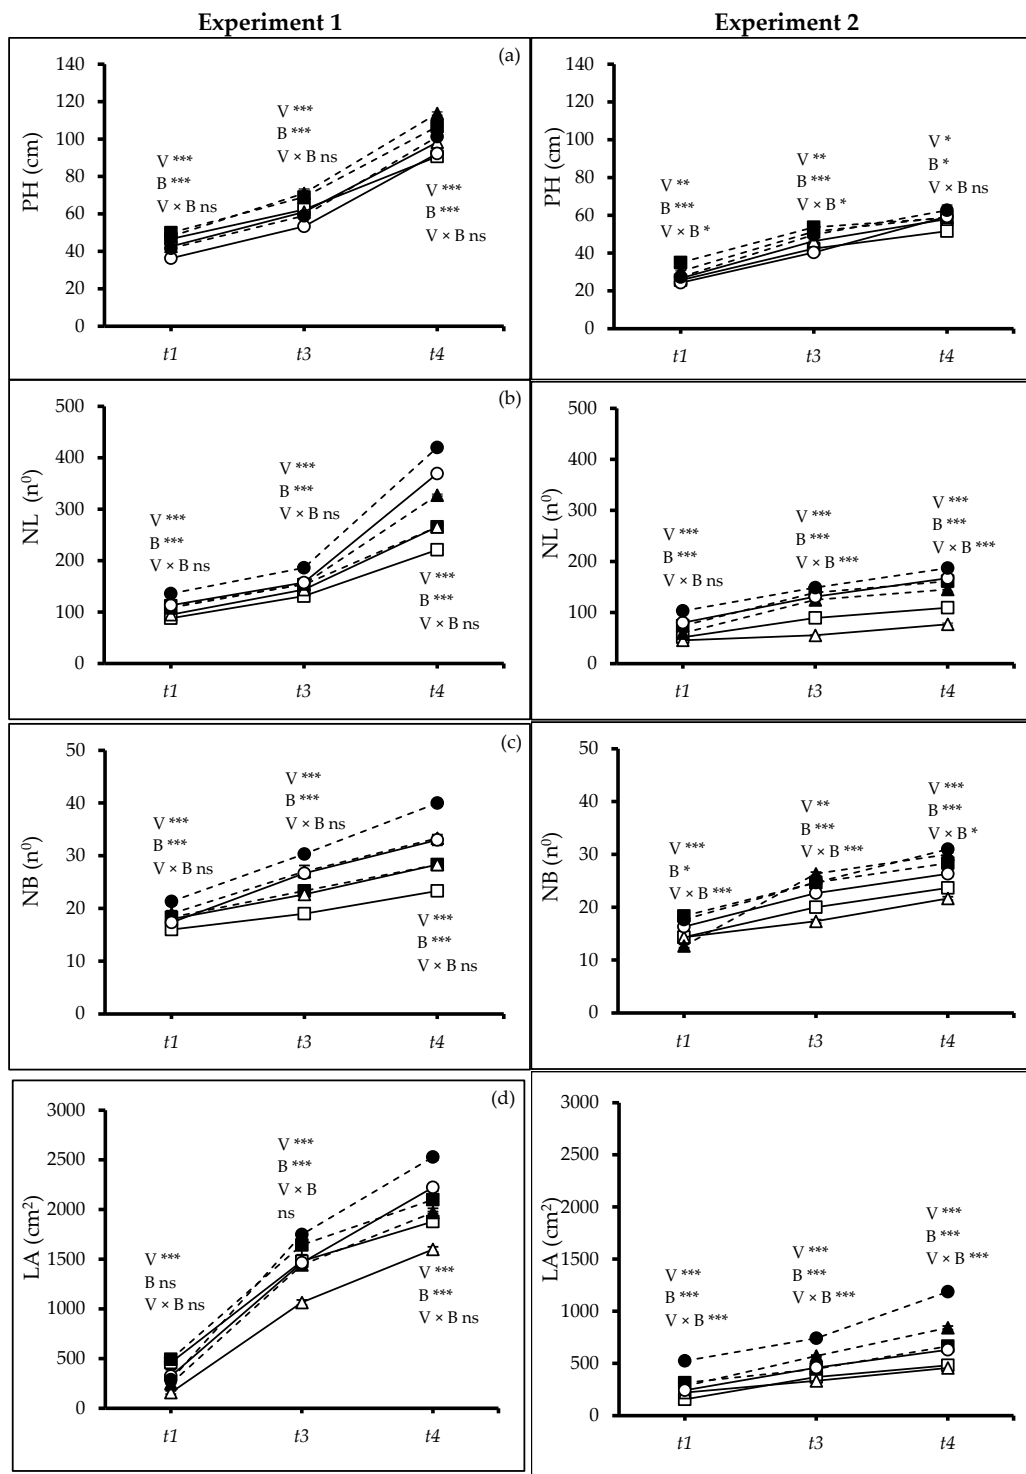 Experiment 1
Experiment 2
(a)
PH (cm)
140
120
100
80
60
40
20
0
V ***
B ***
V × B ns
V ***
B ***
V × B ns
V ***
B ***
V × B ns
t1
t3
t4
PH (cm)
140
120
100
80
60
40
20
0
V **
B ***
V × B *
V **
B ***
V × B *
V *
B *
V × B ns
t1
t3
t4
(b)
NL (n⁰)
500
400
300
200
100
0
V ***
B ***
V × B ns
V ***
B ***
V × B ns
V ***
B ***
V × B ns
t1
t3
t4
NL (n⁰)
500
400
300
200
100
0
V ***
B ***
V × B ns
V ***
B ***
V × B ***
V ***
B ***
V × B ***
t1
t3
t4
(c)
NB (n⁰)
50
40
30
20
10
0
V ***
B ***
V × B ns
V ***
B ***
V × B ns
V ***
B ***
V × B ns
t1
t3
t4
NB (n⁰)
50
40
30
20
10
0
V ***
B *
V × B ***
V **
B ***
V × B ***
V ***
B ***
V × B *
t1
t3
t4
(d)
LA (cm²)
3000
2500
2000
1500
1000
500
0
V ***
B ns
V × B ns
V ***
B ***
V × B
ns
V ***
B ***
V × B ns
t1
t3
t4
LA (cm²)
3000
2500
2000
1500
1000
500
0
V ***
B ***
V × B ***
V ***
B ***
V × B ***
V ***
B ***
V × B ***
t1
t3
t4